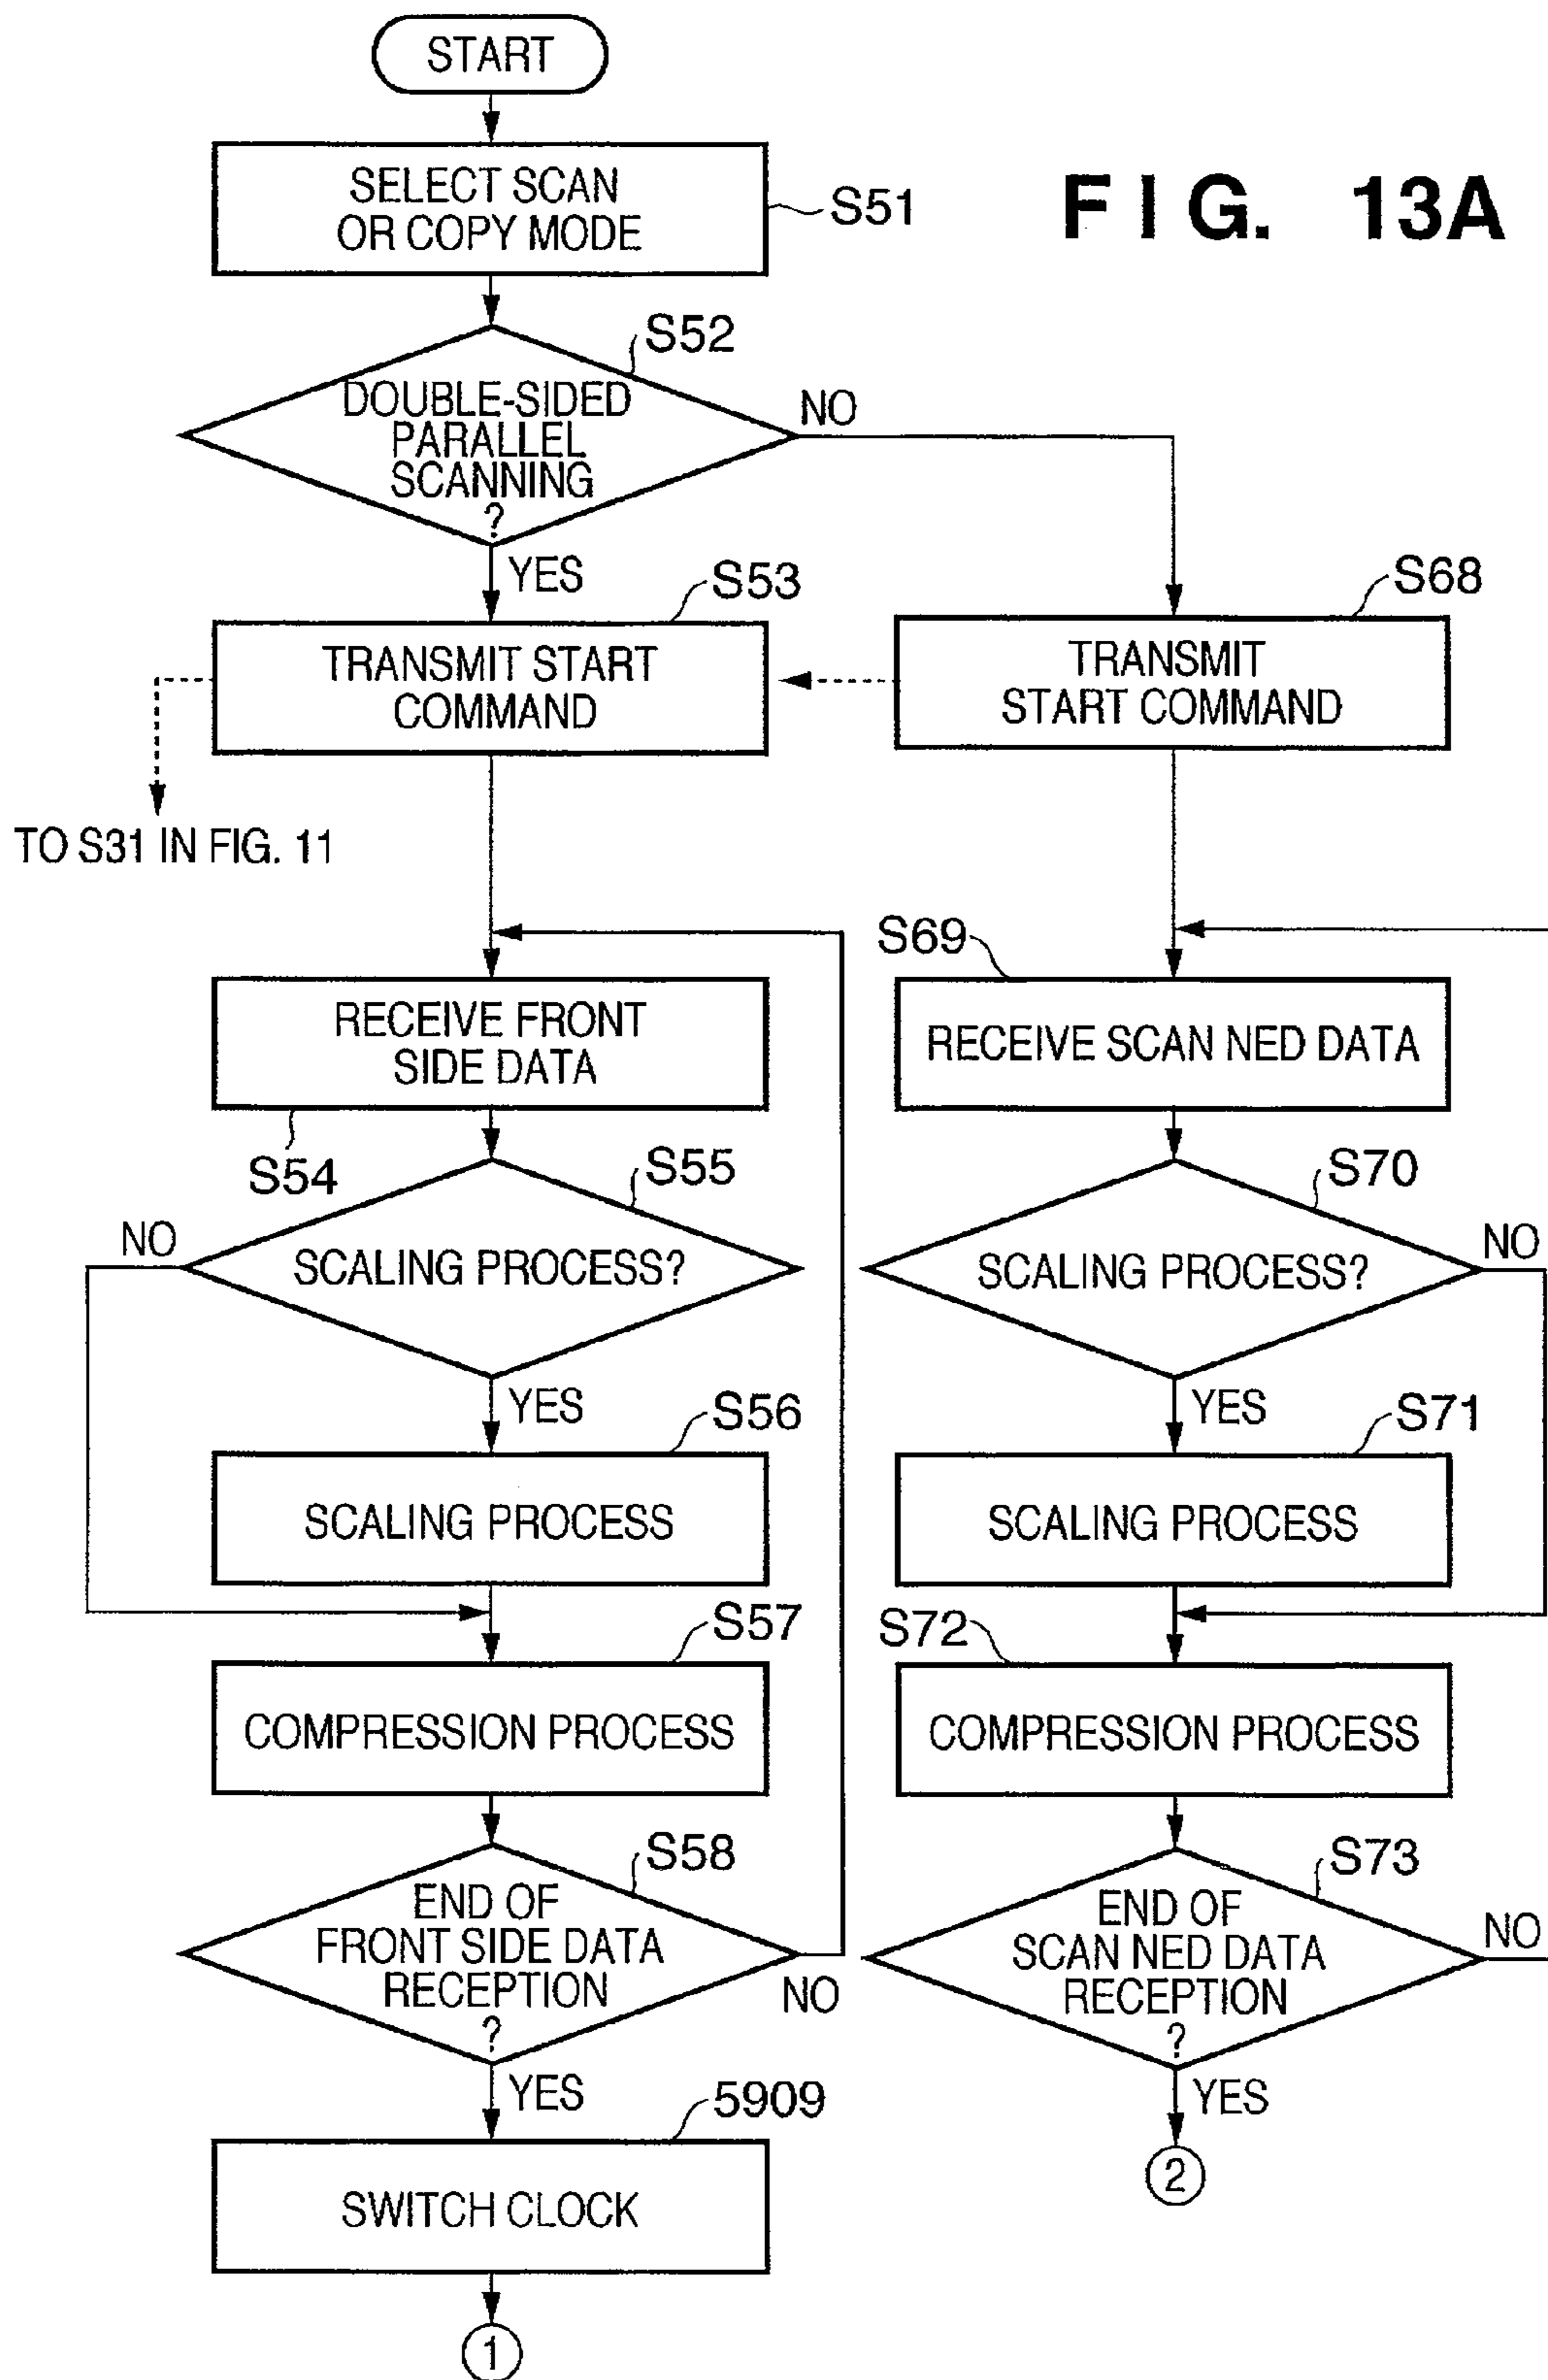 START
FIG. 13A
SELECT SCAN
OR COPY MODE
S51
S52
DOUBLE-SIDED
PARALLEL
SCANNING
?
NO
YES
S53
TRANSMIT START
COMMAND
S68
TRANSMIT
START COMMAND
TO S31 IN FIG. 11
RECEIVE FRONT
SIDE DATA
S54
S69
RECEIVE SCAN NED DATA
S55
NO
SCALING PROCESS?
YES
S70
SCALING PROCESS?
NO
YES
S56
SCALING PROCESS
S71
SCALING PROCESS
S57
COMPRESSION PROCESS
S72
COMPRESSION PROCESS
S58
END OF
FRONT SIDE DATA
RECEPTION
?
NO
YES
S73
END OF
SCAN NED DATA
RECEPTION
?
NO
YES
5909
SWITCH CLOCK
1
2